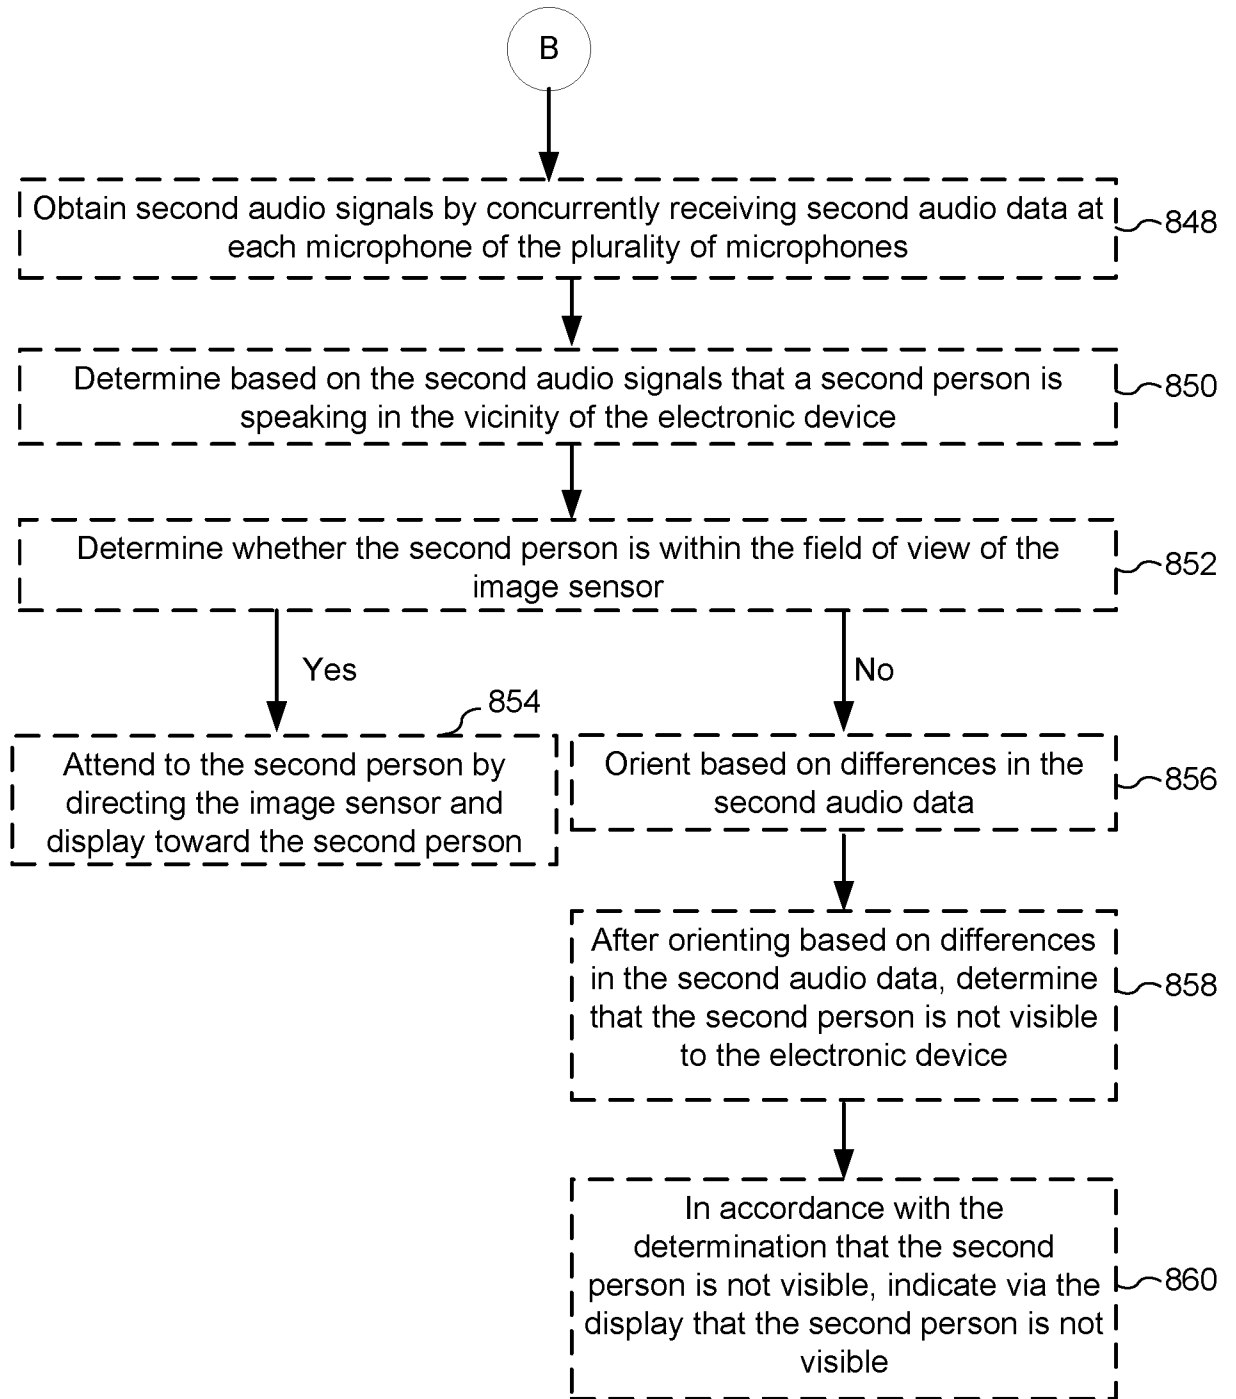 B
Obtain second audio signals by concurrently receiving second audio data at
each microphone of the plurality of microphones
848
Determine based on the second audio signals that a second person is
speaking in the vicinity of the electronic device
850
Determine whether the second person is within the field of view of the
image sensor
852
Yes
No
854
Attend to the second person by
directing the image sensor and
display toward the second person
Orient based on differences in the
second audio data
856
After orienting based on differences
in the second audio data, determine
that the second person is not visible
to the electronic device
858
In accordance with the
determination that the second
person is not visible, indicate via the
display that the second person is not
visible
860